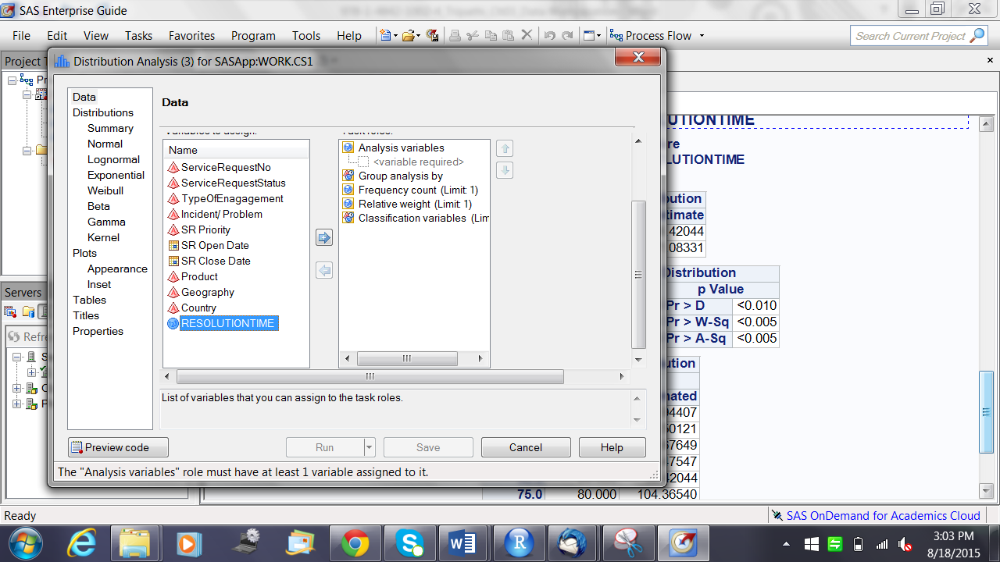 SAS Enterprise Guide
File Edit View Tasks Favorites Program Tools Help
Process Flow
Search Current Project
Project
Distribution Analysis (3) for SASApp:WORK.CS1
Data
Distributions
Summary
Normal
Lognormal
Exponential
Weibull
Beta
Gamma
Kernel
Plots
Appearance
Inset
Tables
Titles
Properties
Data
Variables to assign:
Name
ServiceRequestNo
ServiceRequestStatus
TypeOfEnagagement
Incident/ Problem
SR Priority
SR Open Date
SR Close Date
Product
Geography
Country
RESOLUTIONTIME
Task roles:
Analysis variables
<variable required>
Group analysis by
Frequency count (Limit: 1)
Relative weight (Limit: 1)
Classification variables (Lim
List of variables that you can assign to the task roles.
Preview code
Run
Save
Cancel
Help
The "Analysis variables" role must have at least 1 variable assigned to it.
UTIONTIME
re
LUTIONTIME
bution
timate
42044
08331
Distribution
p Value
Pr > D <0.010
Pr > W-Sq <0.005
Pr > A-Sq <0.005
ution
nated
04407
50121
67649
47547
42044
75.0 80.000 104.36540
Servers
Refre
Ready
SAS OnDemand for Academics Cloud
3:03 PM
8/18/2015